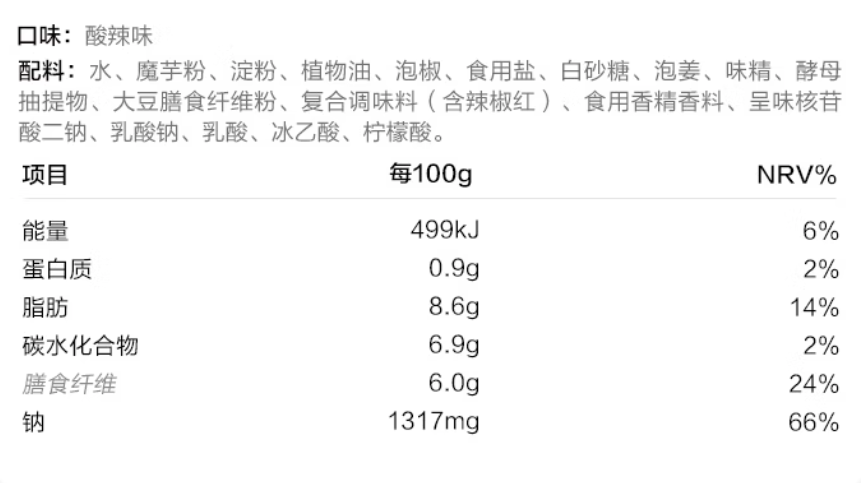 口味：酸辣味
配料：水、魔芋粉、淀粉、植物油、泡椒、食用盐、白砂糖、泡姜、味精、酵母
抽提物、大豆膳食纤维粉、复合调味料（含辣椒红）、食用香精香料、呈味核苷
酸二钠、乳酸钠、乳酸、冰乙酸、柠檬酸。
项目 每100g NRV%
能量 499kJ 6%
蛋白质 0.9g 2%
脂肪 8.6g 14%
碳水化合物 6.9g 2%
膳食纤维 6.0g 24%
钠 1317mg 66%